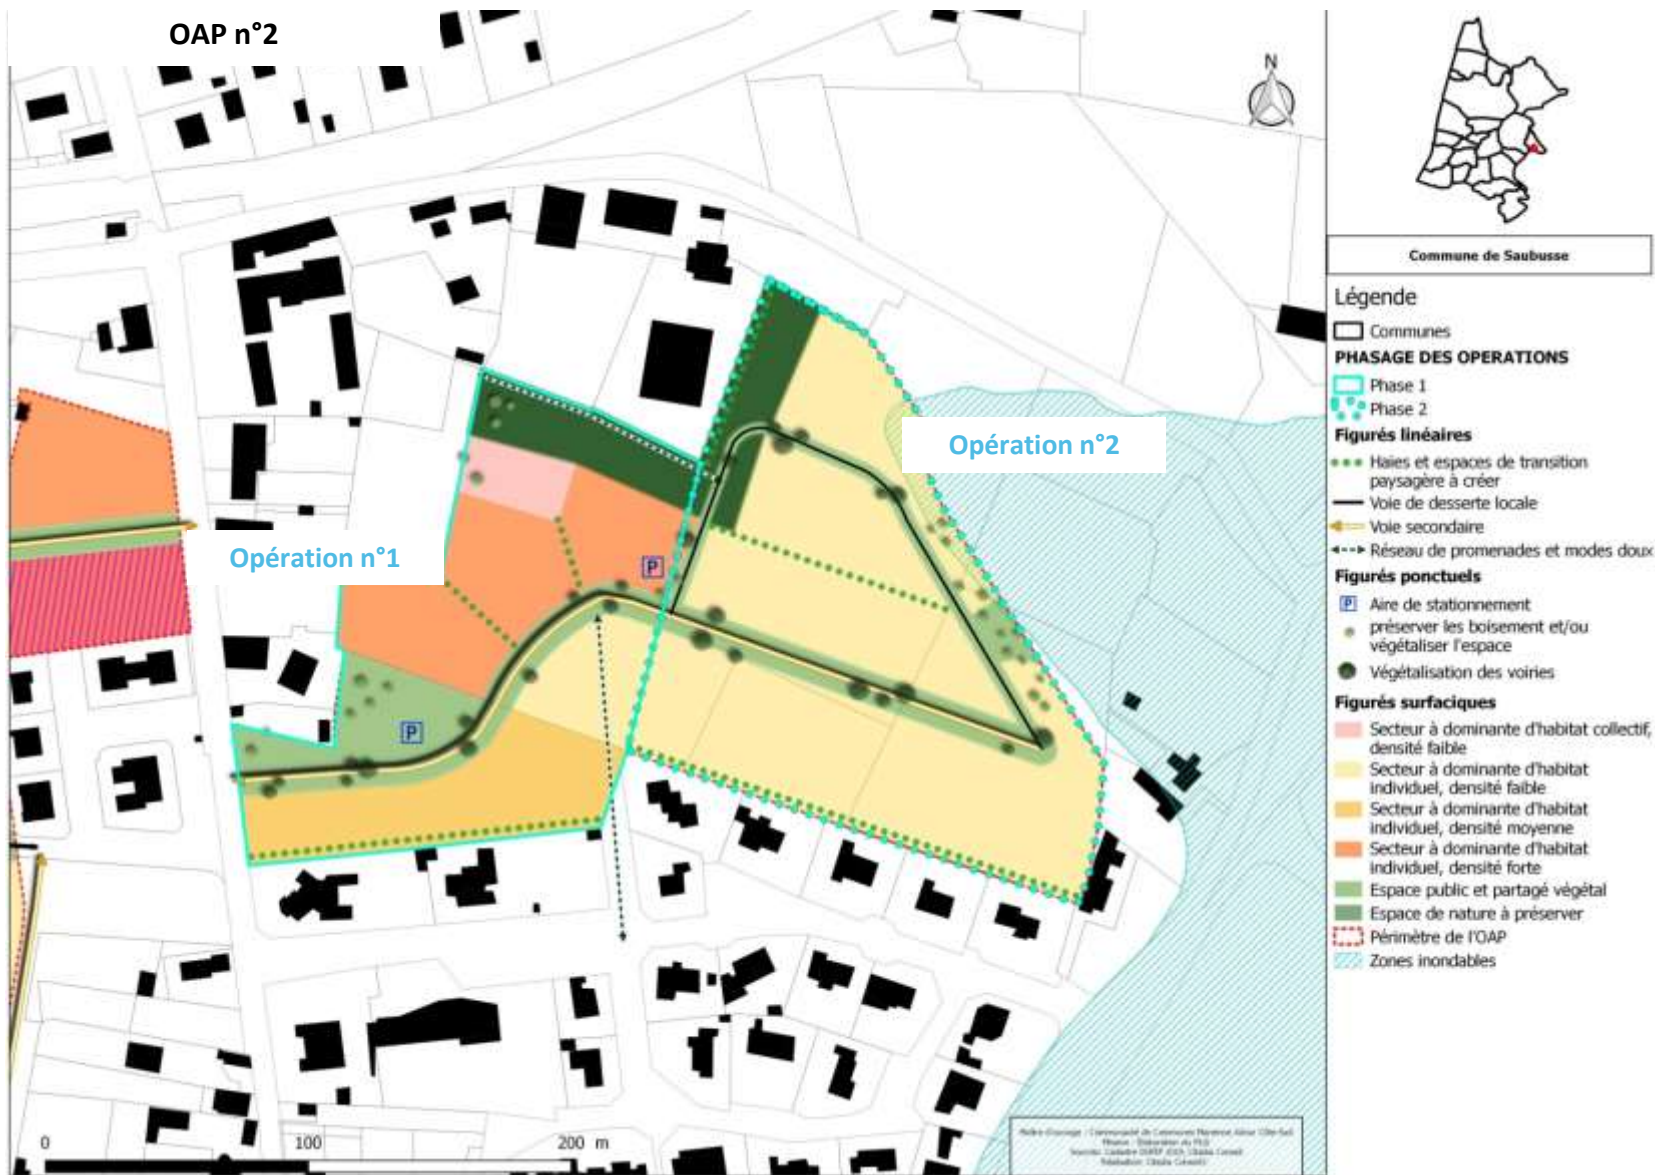 OAP n°2
N
Opération n°2
Opération n°1
P
P
0 100 200 m
Commune de Saubusse
Légende
Communes
PHASAGE DES OPERATIONS
Phase 1
Phase 2
Figurés linéaires
Haies et espaces de transition
paysagère à créer
Voie de desserte locale
Voie secondaire
Réseau de promenades et modes doux
Figurés ponctuels
P Aire de stationnement
préserver les boisement et/ou
végétaliser l'espace
Végétalisation des voiries
Figurés surfaciques
Secteur à dominante d'habitat collectif,
densité faible
Secteur à dominante d'habitat
individuel, densité faible
Secteur à dominante d'habitat
individuel, densité moyenne
Secteur à dominante d'habitat
individuel, densité forte
Espace public et partagé végétal
Espace de nature à préserver
Périmètre de l'OAP
Zones inondables